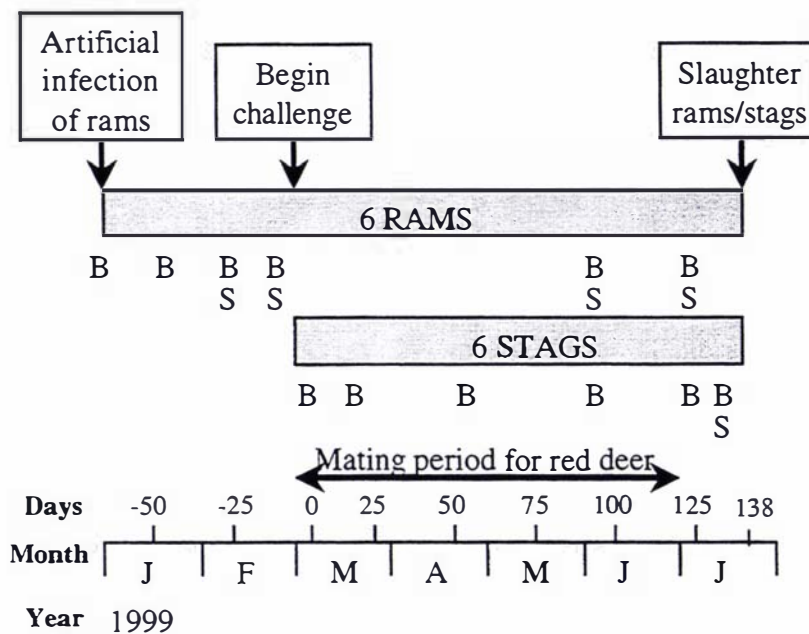 Artificial
infection
of rams
Begin
challenge
Slaughter
rams/stags
6 RAMS
B B B B B B
S S S S
6 STAGS
B B B B B B
S
Mating period for red deer
Days -50 -25 0 25 50 75 100 125 138
Month J F M A M J J
Year 1999